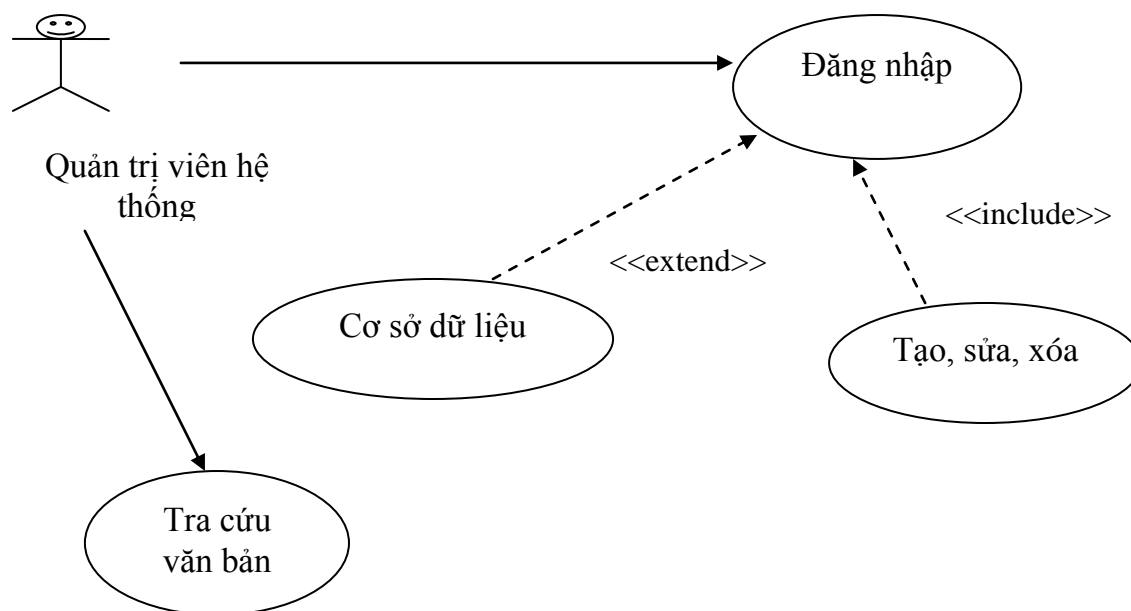 Đăng nhập
Quản trị viên hệ
thống
<<include>>
<<extend>>
Cơ sở dữ liệu
Tạo, sửa, xóa
Tra cứu
văn bản